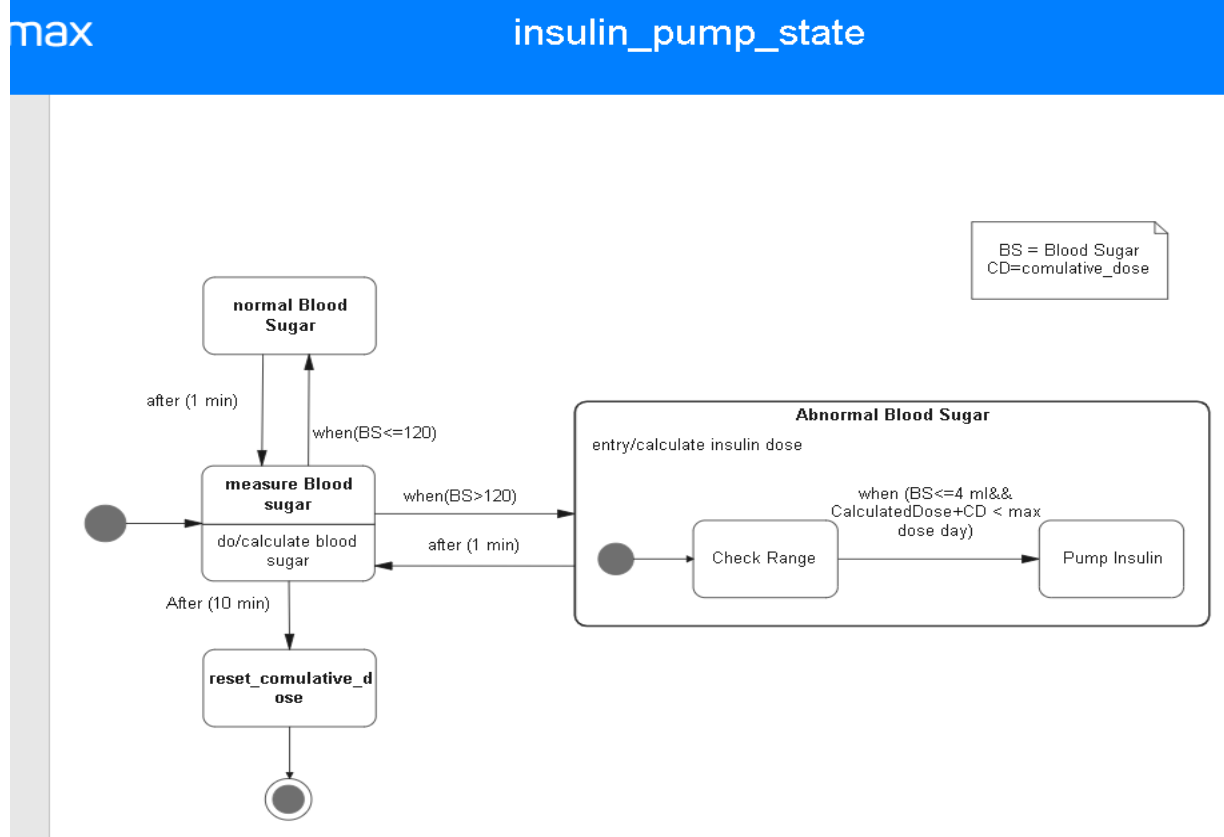 max
insulin_pump_state
BS = Blood Sugar
CD=comulative_dose
normal Blood
Sugar
after (1 min)
when(BS<=120)
measure Blood
sugar
do/calculate blood
sugar
when(BS>120)
after (1 min)
Abnormal Blood Sugar
entry/calculate insulin dose
Check Range
when (BS<=4 ml&&
CalculatedDose+CD < max
dose day)
Pump Insulin
After (10 min)
reset_comulative_d
ose